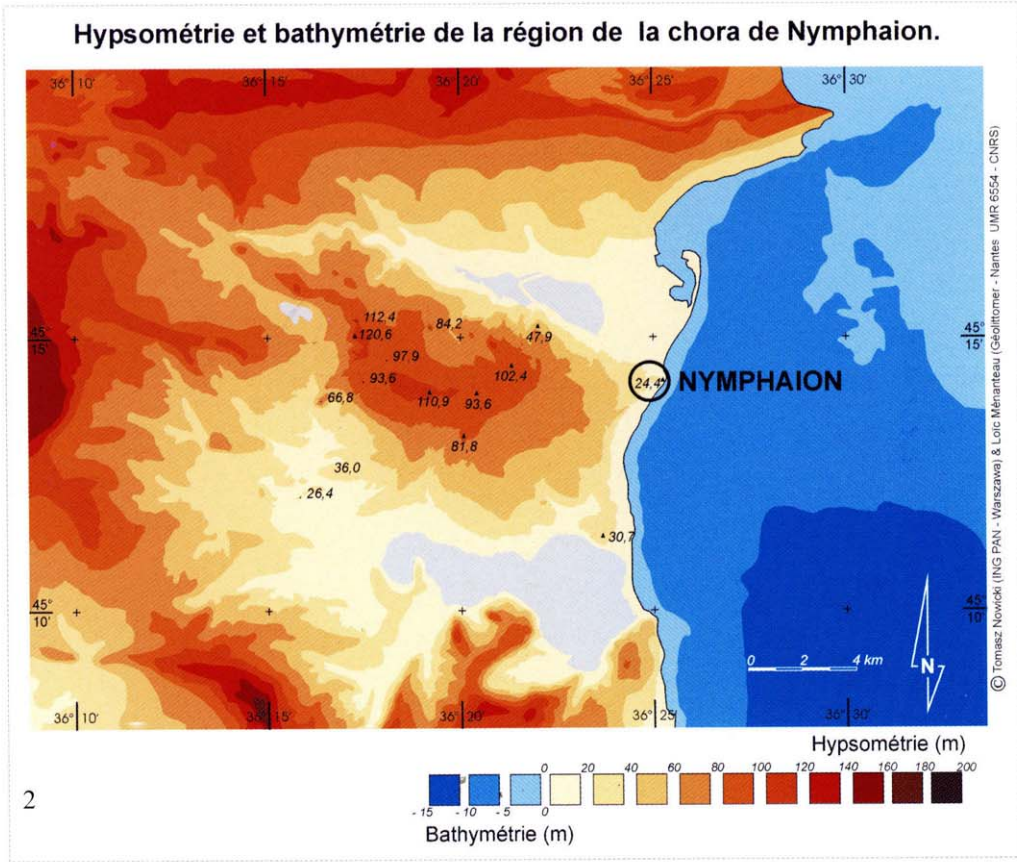 Hypsométrie et bathymétrie de la région de la chora de Nymphaion.
36° 10' 36° 15' 36° 20' 36° 25' 36° 30'
112,4
84,2
120,6
47,9
45° 15' 45° 15'
97,9
102,4
93,6
24,4 NYMPHAION
66,8
110,9
93,6
81,8
36,0
26,4
30,7
45° 10' 45° 10'
0 2 4 km
N
36° 10' 36° 15' 36° 20' 36° 25' 36° 30'
© Tomasz Nowicki (ING PAN - Warszawa) & Loïc Ménanteau (Géolittomer - Nantes UMR 6554 - CNRS)
Hypsométrie (m)
0 20 40 60 80 100 120 140 160 180 200
- 15 - 10 - 5 0
Bathymétrie (m)
2